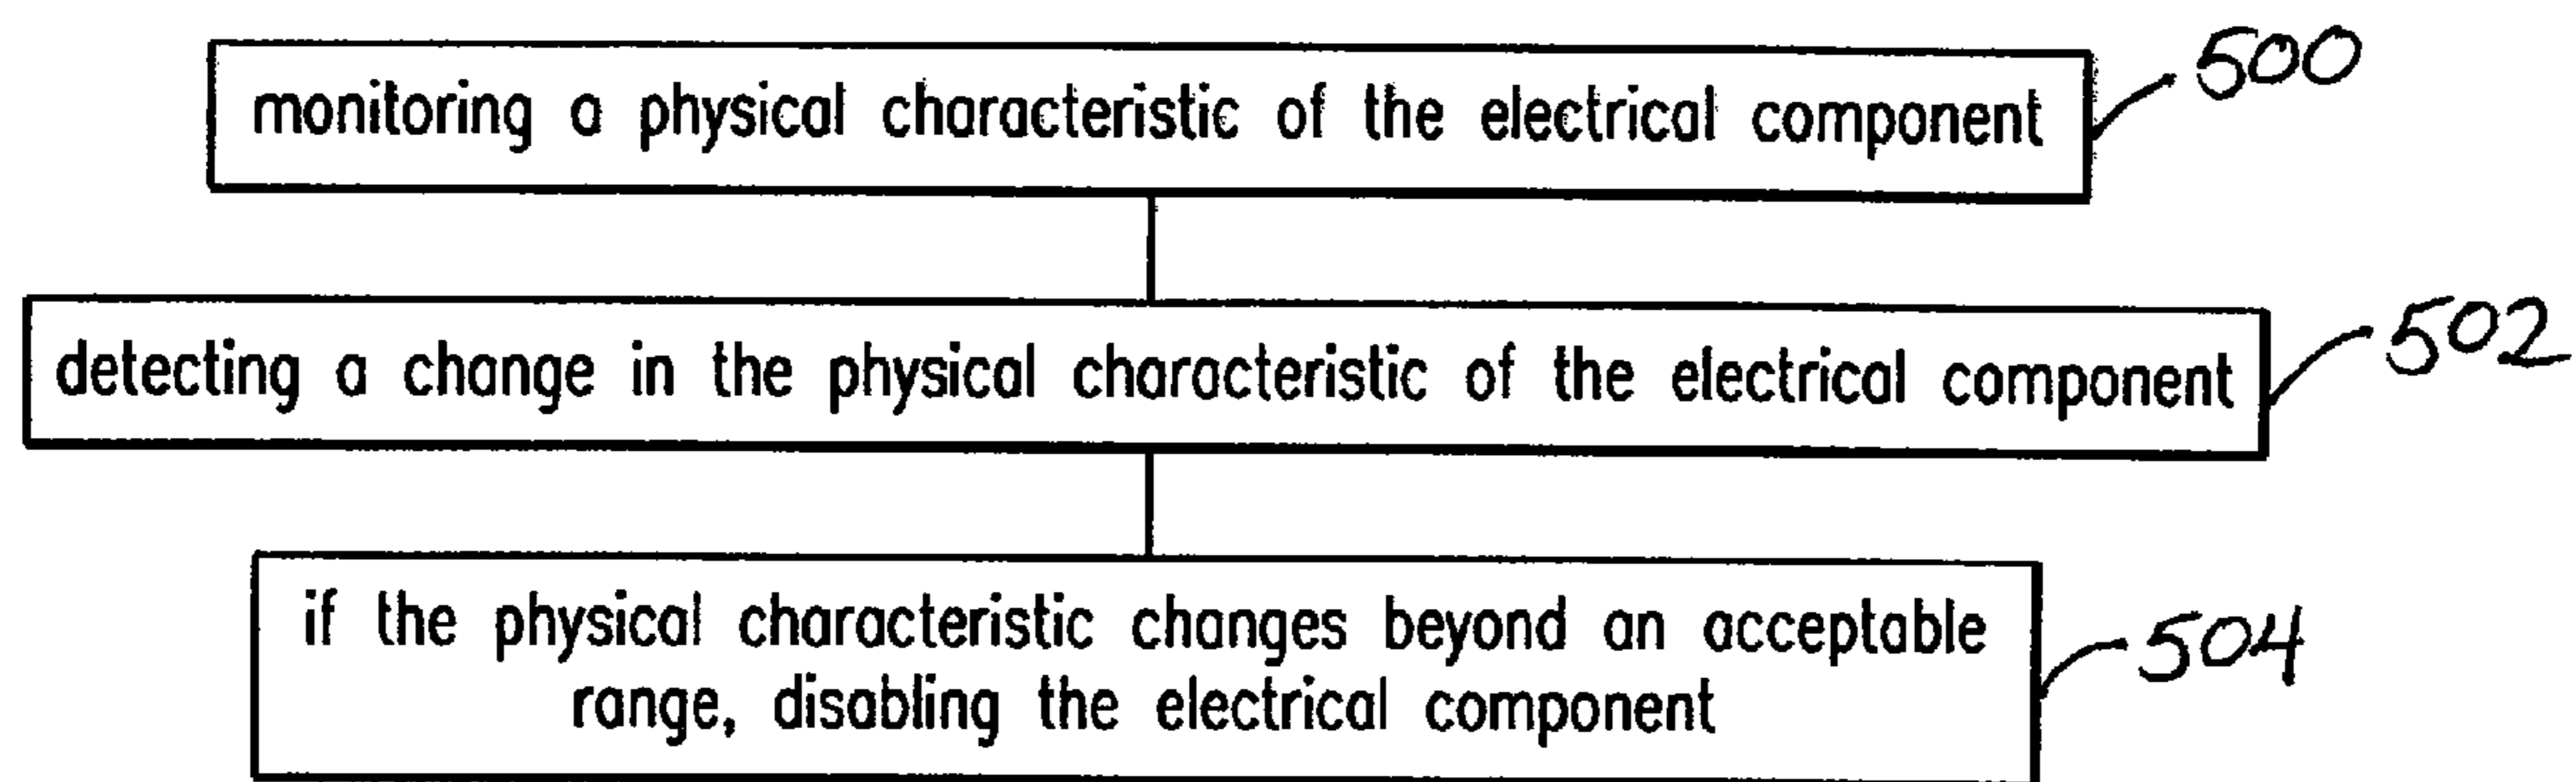 monitoring a physical characteristic of the electrical component
500
detecting a change in the physical characteristic of the electrical component
502
if the physical characteristic changes beyond an acceptable
range, disabling the electrical component
504